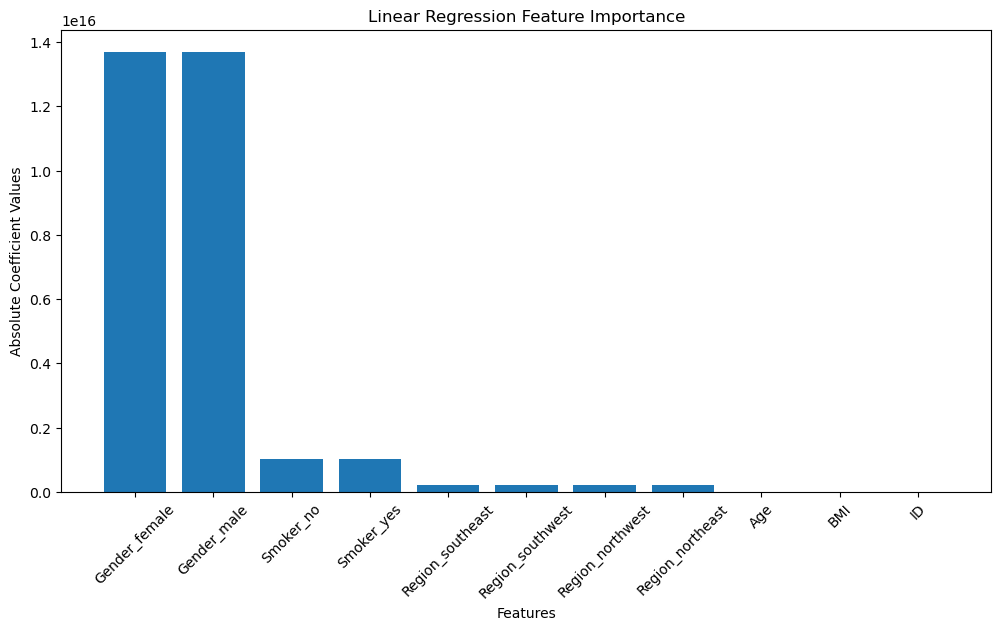 Linear Regression Feature Importance
1e16
1.4
1.2
1.0
0.8
0.6
0.4
0.2
0.0
Absolute Coefficient Values
Gender_female
Gender_male
Smoker_no
Smoker_yes
Region_southeast
Region_southwest
Region_northwest
Region_northeast
Age
BMI
ID
Features